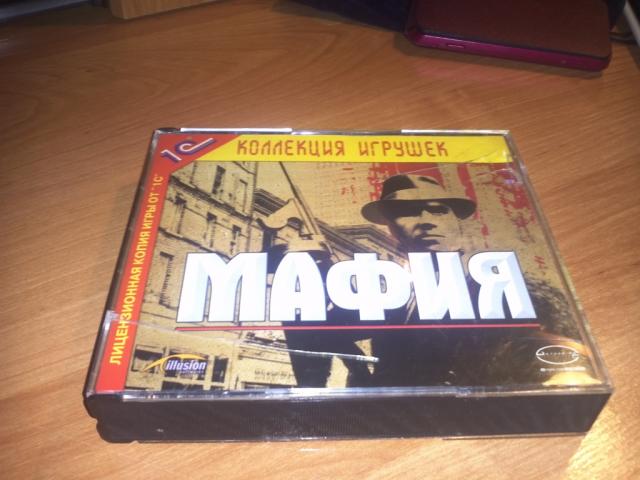 1С КОЛЛЕКЦИЯ ИГРУШЕК
ЛИЦЕНЗИОННАЯ КОПИЯ ИГРЫ ОТ "1С"
МАФИЯ
illusion